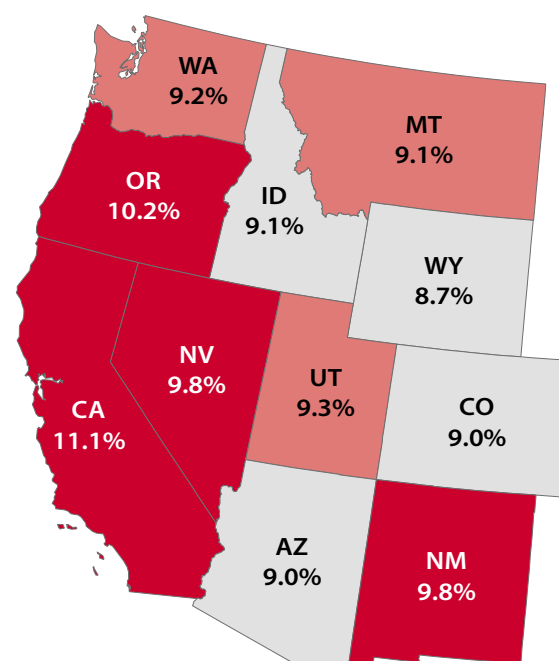 WA
9.2%
MT
9.1%
OR
10.2%
ID
9.1%
WY
8.7%
NV
9.8%
UT
9.3%
CO
9.0%
CA
11.1%
AZ
9.0%
NM
9.8%